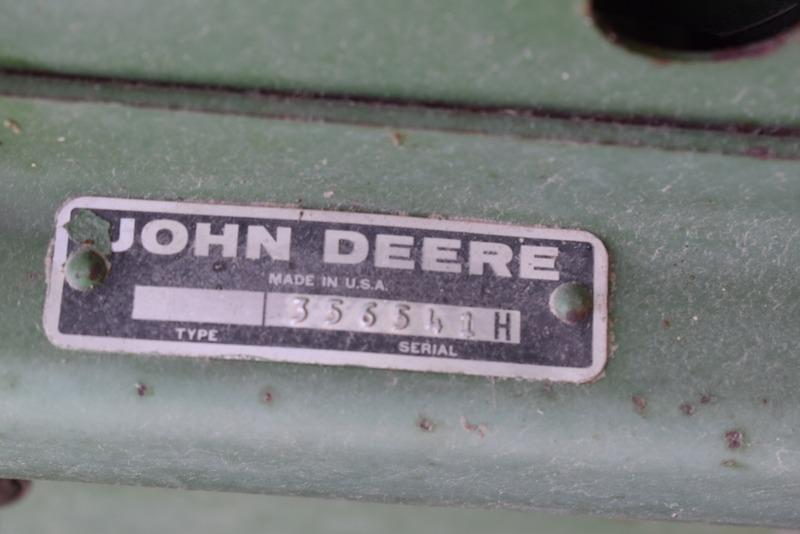 JOHN DEERE
MADE IN U.S.A.
356541H
TYPE SERIAL